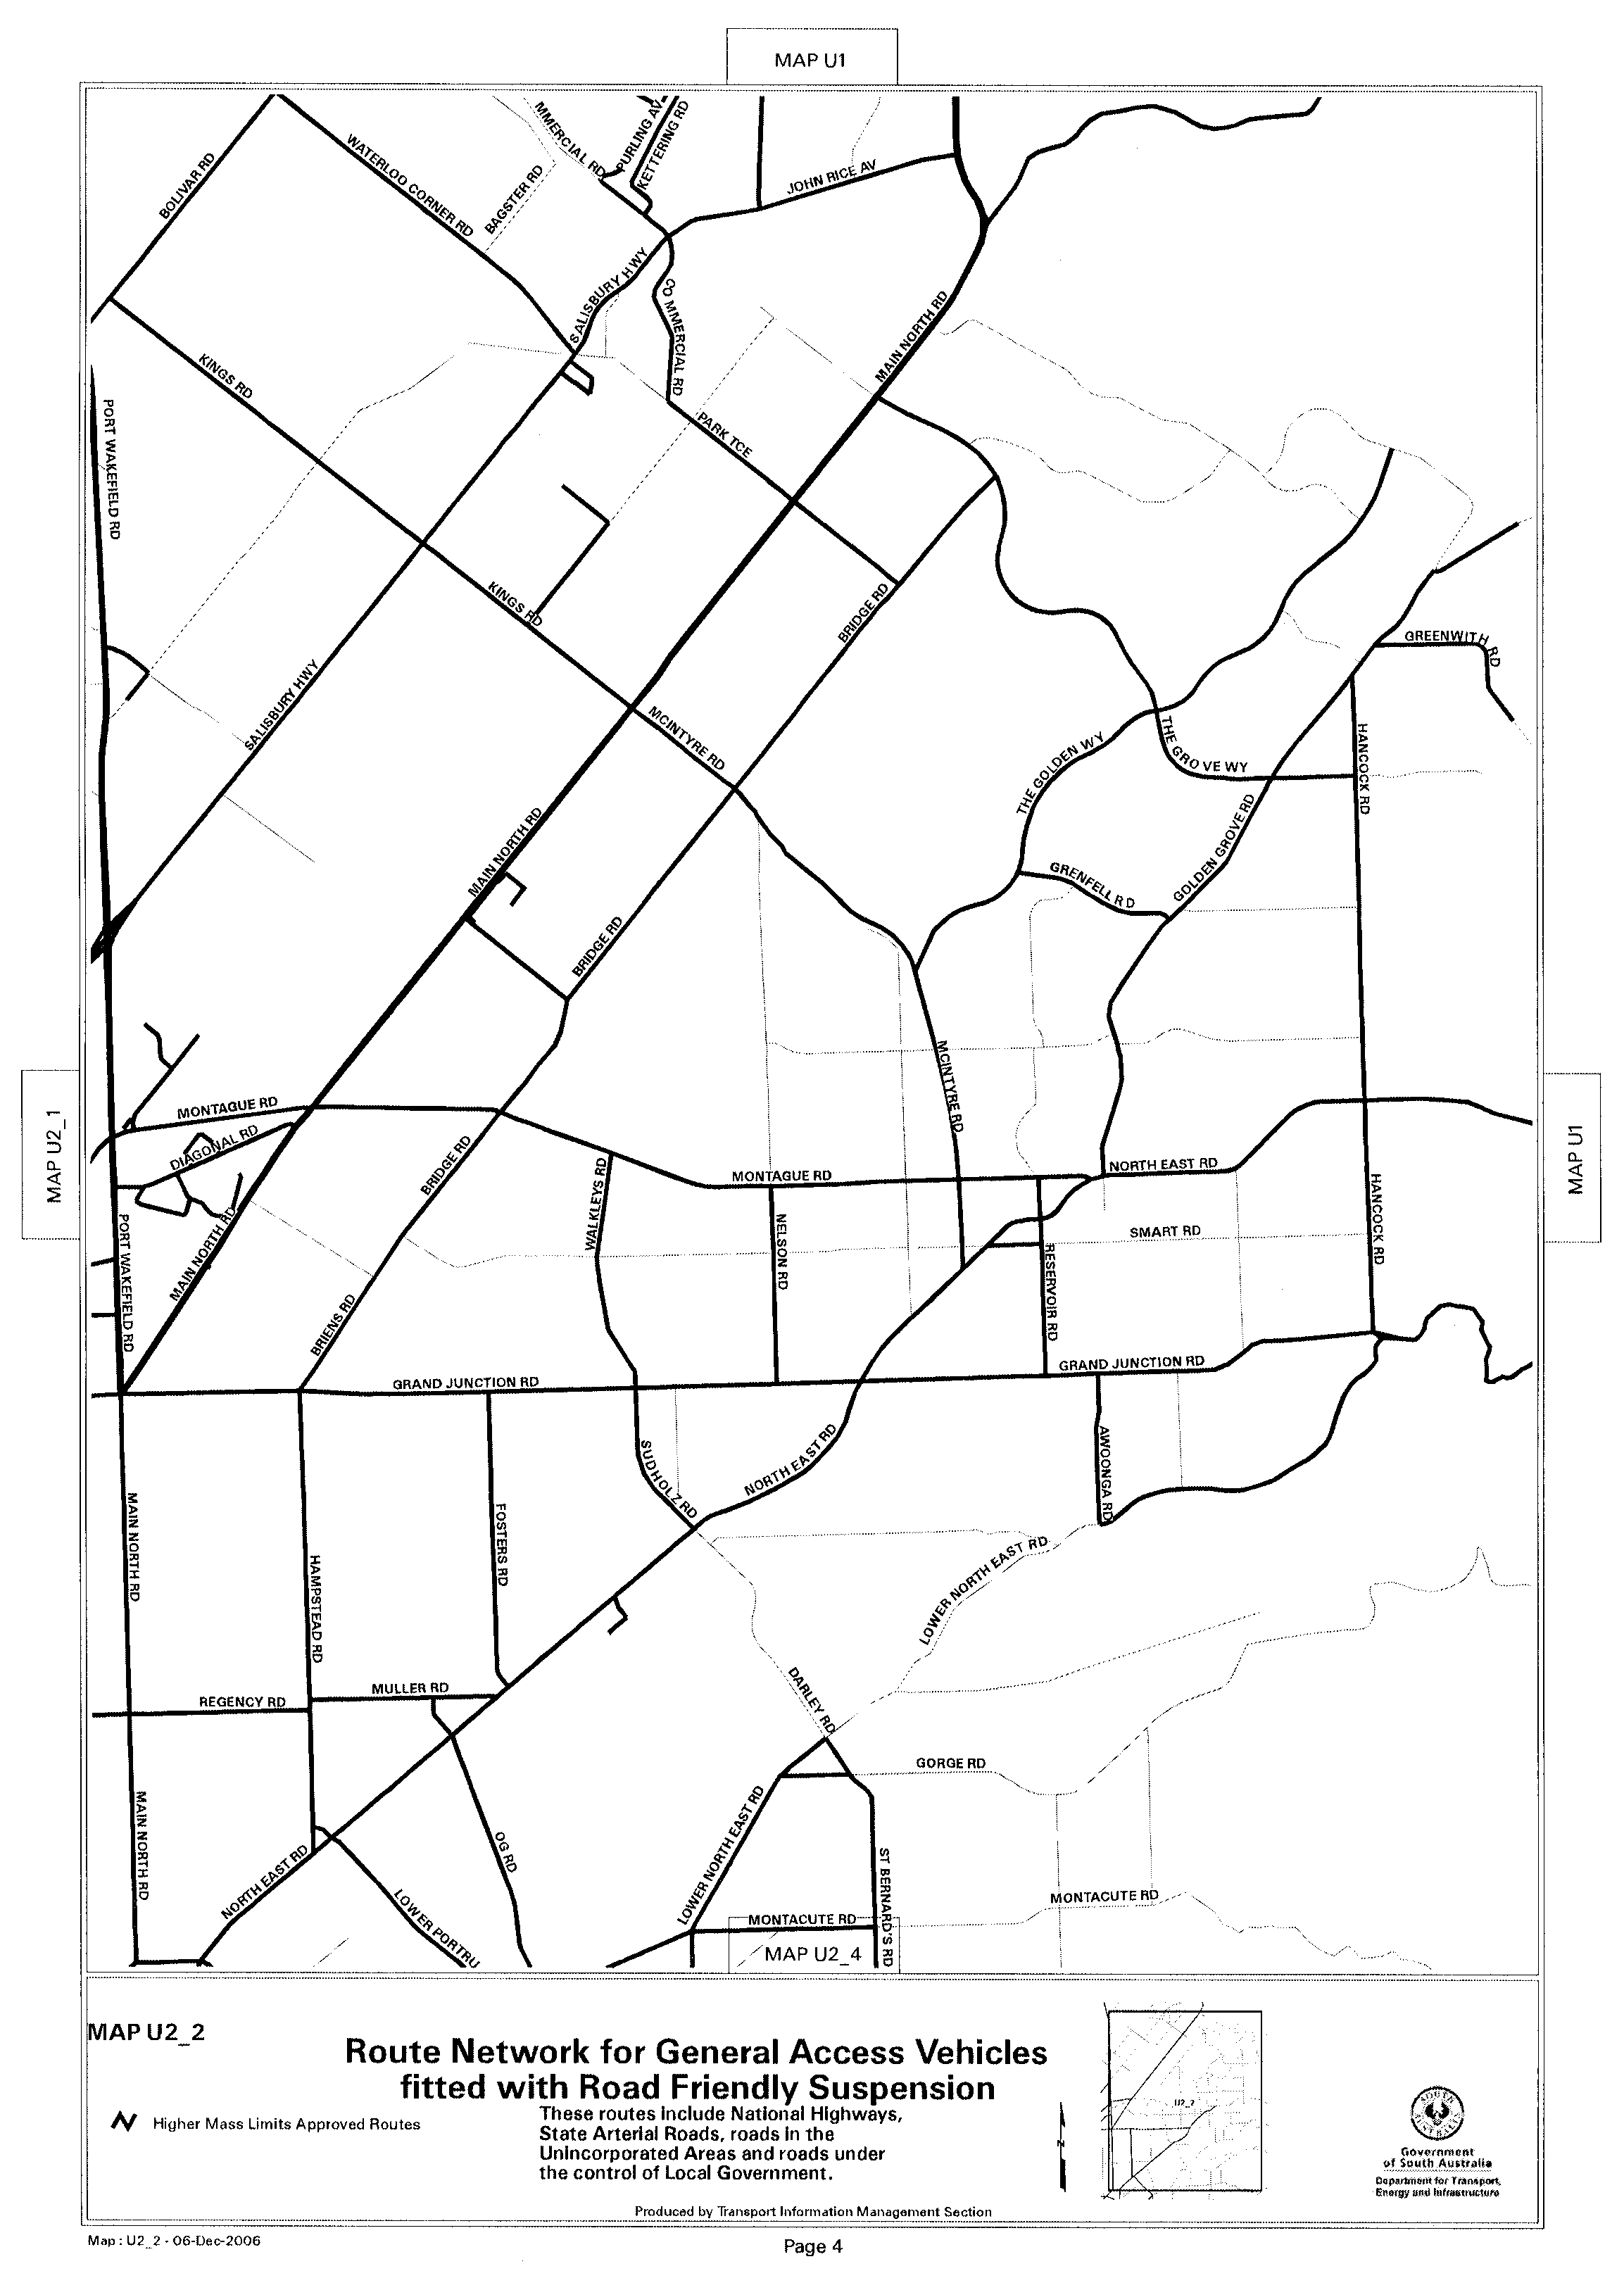 MAP U1
MMERCIAL RD
PURLING AV
KETTERING RD
WATERLOO CORNER RD
BOLIVAR RD
BAGSTER RD
JOHN RICE AV
SALISBURY HWY
COMMERCIAL RD
MAIN NORTH RD
KINGS RD
PORT WAKEFIELD RD
PARK TCE
KINGS RD
BRIDGE RD
GREENWITH RD
SALISBURY HWY
MCINTYRE RD
THE GOLDEN WY
THE GROVE WY
HANCOCK RD
MAIN NORTH RD
GOLDEN GROVE RD
GRENFELL RD
BRIDGE RD
MCINTYRE RD
MAP U2_1
MAP U1
MONTAGUE RD
DIAGONAL RD
BRIDGE RD
WALKLEYS RD
MONTAGUE RD
NORTH EAST RD
HANCOCK RD
NELSON RD
SMART RD
RESERVOIR RD
PORT WAKEFIELD RD
MAIN NORTH RD
BRIENS RD
GRAND JUNCTION RD
GRAND JUNCTION RD
SUDHOLZ RD
NORTH EAST RD
AWOONGA RD
MAIN NORTH RD
HAMPSTEAD RD
FOSTERS RD
LOWER NORTH EAST RD
DARLEY RD
REGENCY RD
MULLER RD
GORGE RD
MAIN NORTH RD
NORTH EAST RD
LOWER PORTRU
OG RD
LOWER NORTH EAST RD
ST BERNARD'S RD
MONTACUTE RD
MONTACUTE RD
MAP U2_4
MAP U2_2
Route Network for General Access Vehicles
fitted with Road Friendly Suspension
Higher Mass Limits Approved Routes
These routes include National Highways,
State Arterial Roads, roads in the
Unincorporated Areas and roads under
the control of Local Government.
N
U2_2
SOUTH AUSTRALIA
Government
of South Australia
Department for Transport,
Energy and Infrastructure
Produced by Transport Information Management Section
Map : U2_2 - 06-Dec-2006
Page 4